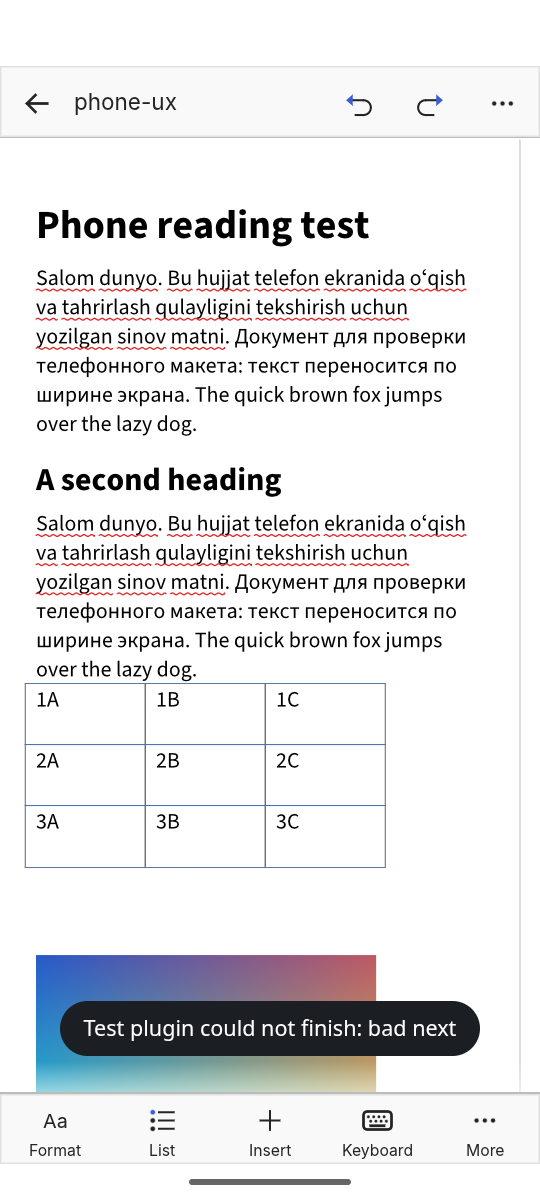 phone-ux
Phone reading test
Salom dunyo. Bu hujjat telefon ekranida oʻqish
va tahrirlash qulayligini tekshirish uchun
yozilgan sinov matni. Документ для проверки
телефонного макета: текст переносится по
ширине экрана. The quick brown fox jumps
over the lazy dog.
A second heading
Salom dunyo. Bu hujjat telefon ekranida oʻqish
va tahrirlash qulayligini tekshirish uchun
yozilgan sinov matni. Документ для проверки
телефонного макета: текст переносится по
ширине экрана. The quick brown fox jumps
over the lazy dog.
1A 1B 1C
2A 2B 2C
3A 3B 3C
Test plugin could not finish: bad next
Aa
Format List Insert Keyboard More